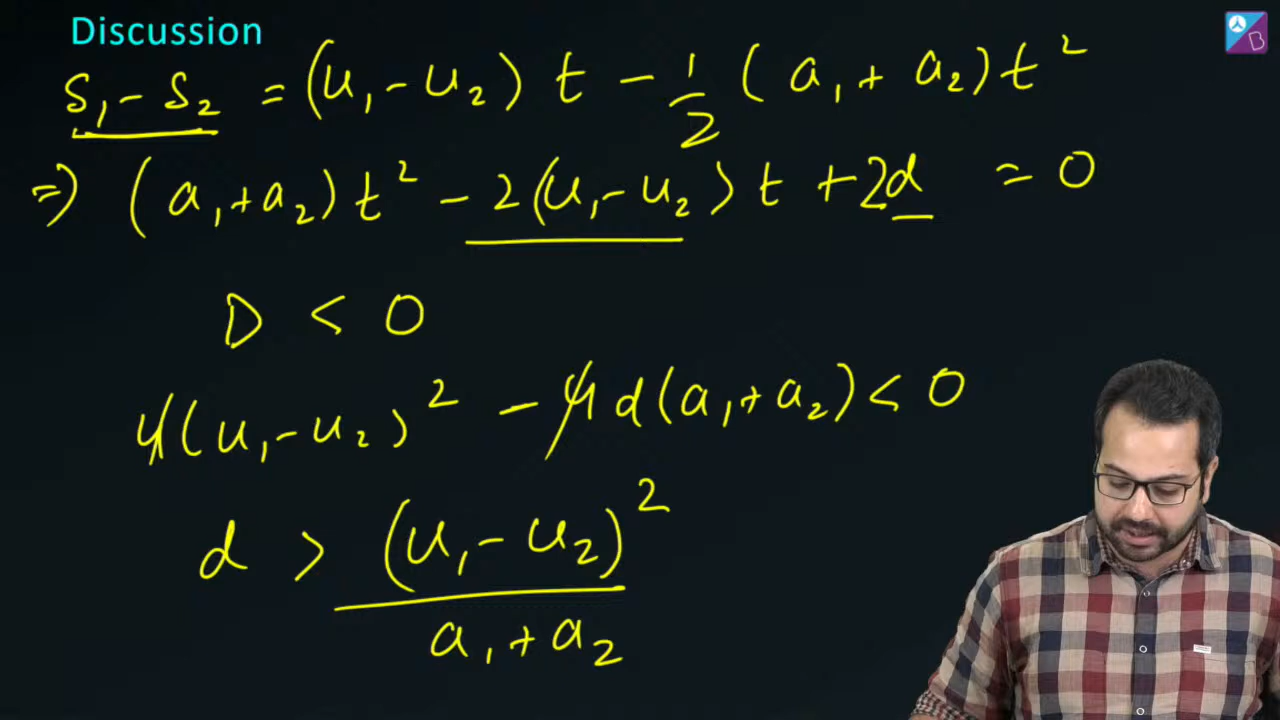 Discussion
S₁ - S₂ = (u₁ - u₂) t - 1/2 (a₁ + a₂) t²
⇒ (a₁ + a₂) t² - 2(u₁ - u₂) t + 2d = 0
D < 0
4(u₁ - u₂)² - 4 d(a₁ + a₂) < 0
d > (u₁ - u₂)² / a₁ + a₂
B